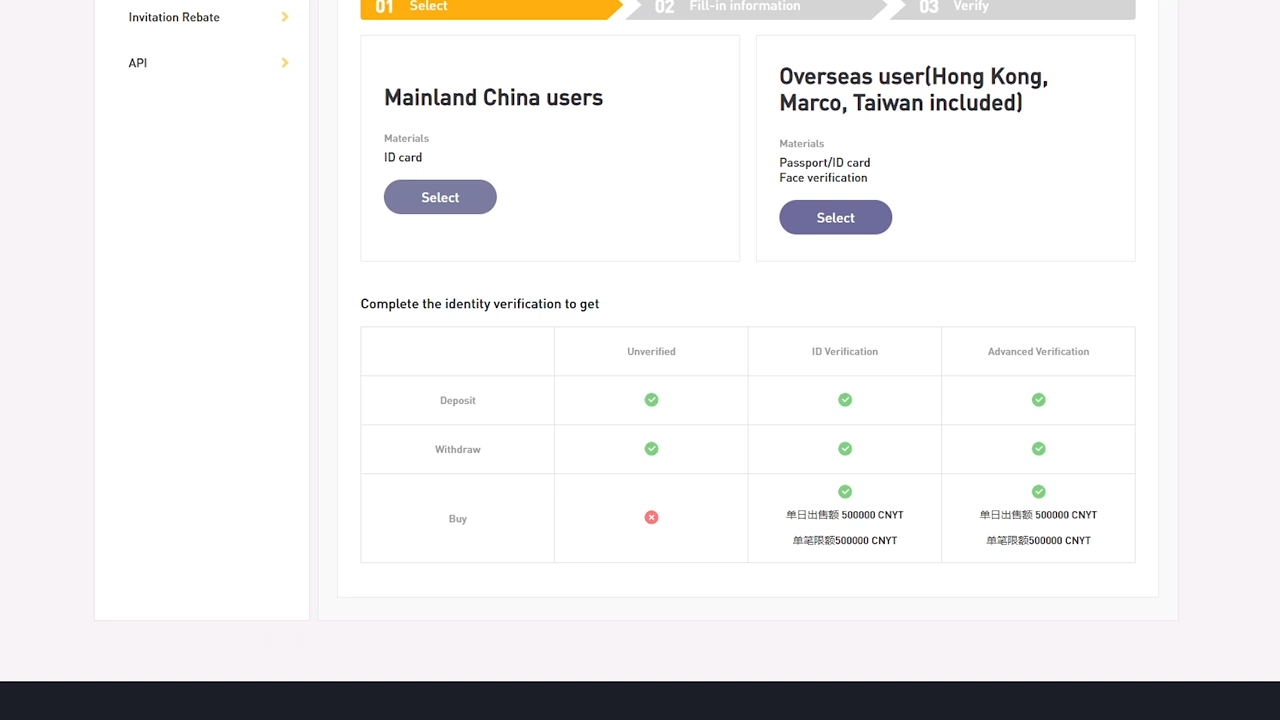 Invitation Rebate
API
01 Select
02 Fill-in information
03 Verify
Mainland China users
Materials
ID card
Select
Overseas user(Hong Kong,
Marco, Taiwan included)
Materials
Passport/ID card
Face verification
Select
Complete the identity verification to get
Unverified
ID Verification
Advanced Verification
Deposit
Withdraw
Buy
单日出售额 500000 CNYT
单笔限额500000 CNYT
单日出售额 500000 CNYT
单笔限额500000 CNYT